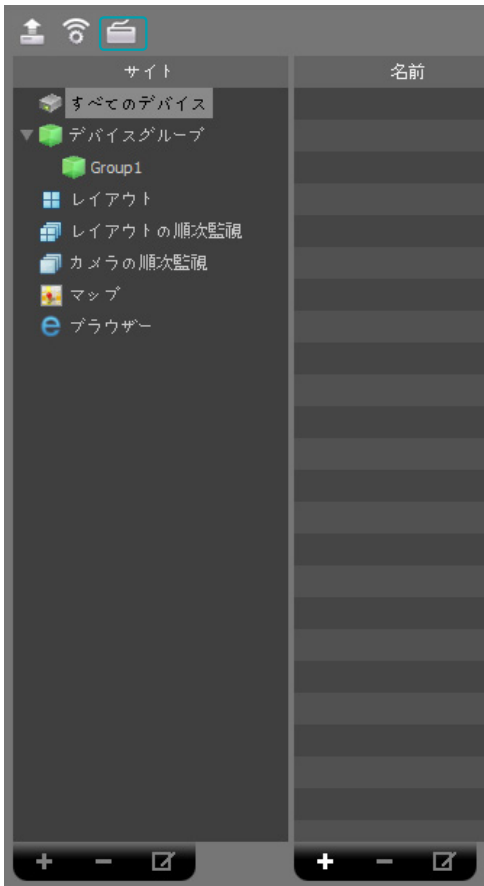 サイト
名前
すべてのデバイス
デバイスグループ
Group1
レイアウト
レイアウトの順次監視
カメラの順次監視
マップ
ブラウザー